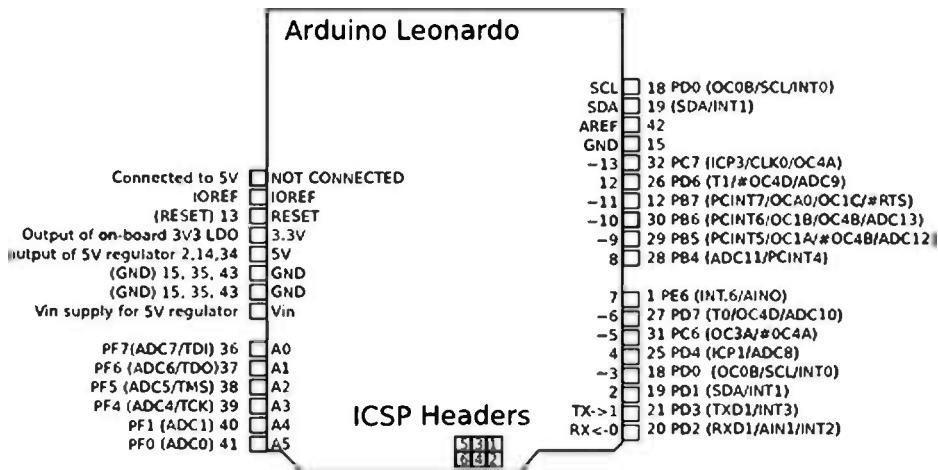 Arduino Leonardo
SCL 18 PD0 (OC0B/SCL/INT0)
SDA 19 (SDA/INT1)
AREF 42
GND 15
~13 32 PC7 (ICP3/CLK0/OC4A)
12 26 PD6 (T1/#OC4D/ADC9)
~11 12 PB7 (PCINT7/OCA0/OC1C/#RTS)
~10 30 PB6 (PCINT6/OC1B/OC4B/ADC13)
~9 29 PB5 (PCINT5/OC1A/#OC4B/ADC12
8 28 PB4 (ADC11/PCINT4)
7 1 PE6 (INT.6/AIN0)
~6 27 PD7 (T0/OC4D/ADC10)
~5 31 PC6 (OC3A/#0C4A)
4 25 PD4 (ICP1/ADC8)
~3 18 PD0 (OC0B/SCL/INT0)
2 19 PD1 (SDA/INT1)
TX->1 21 PD3 (TXD1/INT3)
RX<-0 20 PD2 (RXD1/AIN1/INT2)
Connected to 5V NOT CONNECTED
IOREF IOREF
(RESET) 13 RESET
Output of on-board 3V3 LDO 3.3V
utput of 5V regulator 2,14,34 5V
(GND) 15, 35, 43 GND
(GND) 15, 35, 43 GND
Vin supply for 5V regulator Vin
PF7(ADC7/TDI) 36 A0
PF6 (ADC6/TDO)37 A1
PF5 (ADC5/TMS) 38 A2
PF4 (ADC4/TCK) 39 A3
PF1 (ADC1) 40 A4
PF0 (ADC0) 41 A5
ICSP Headers
5 3 1
6 4 2